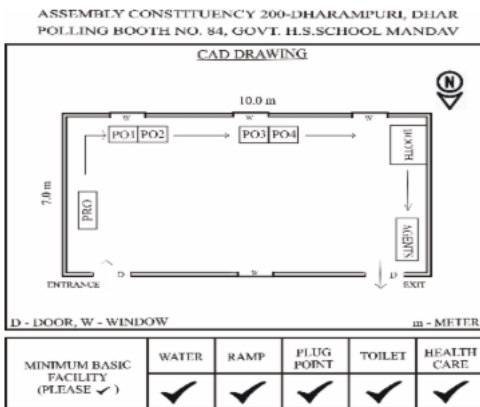 ASSEMBLY CONSTITUENCY 200-DHARAMPURI, DHAR
POLLING BOOTH NO. 84, GOVT. H.S.SCHOOL MANDAV
CAD DRAWING
N
10.0 m
W W W
PO1 PO2 PO3 PO4
BOOTH
7.0 m
PRO
AGENTS
D W D
ENTRANCE EXIT
D - DOOR, W - WINDOW m - METER
MINIMUM BASIC FACILITY (PLEASE ✓) WATER RAMP PLUG POINT TOILET HEALTH CARE
✓ ✓ ✓ ✓ ✓